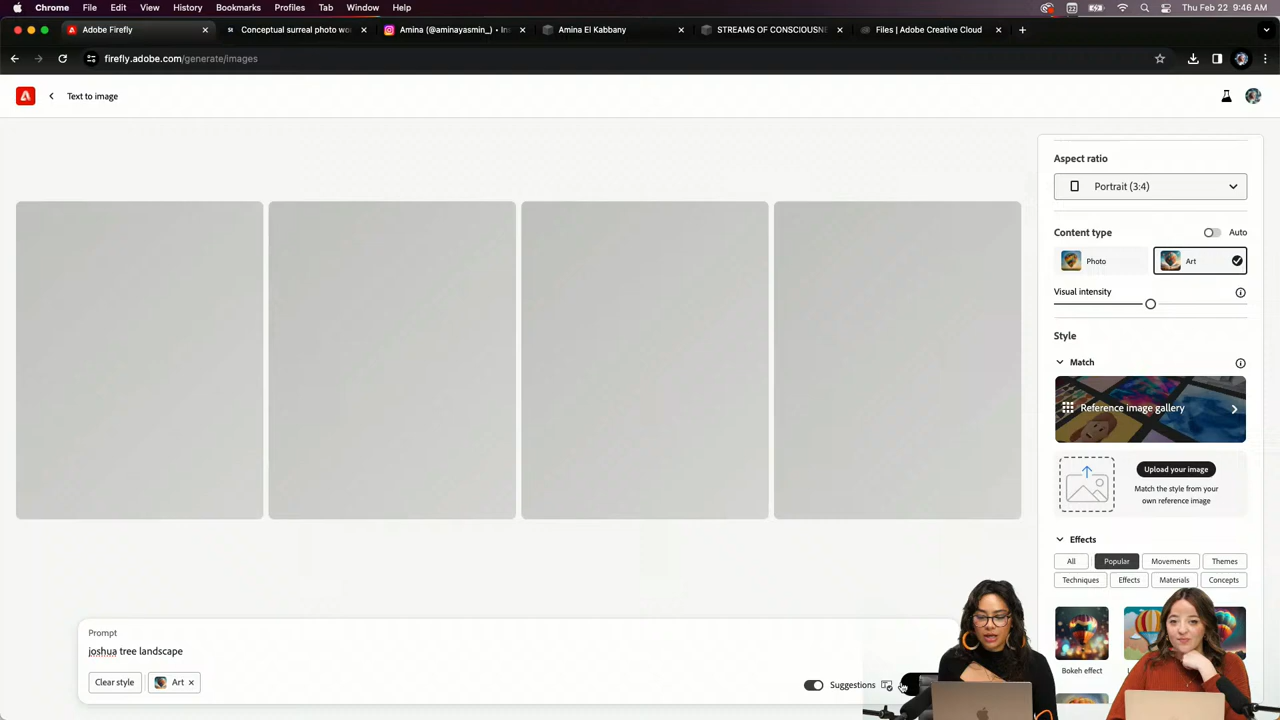 Chrome File Edit View History Bookmarks Profiles Tab Window Help
22
Thu Feb 22 9:46 AM
Adobe Firefly
Conceptual surreal photo wo
Amina (@aminayasmin_) • Ins
Amina El Kabbany
STREAMS OF CONSCIOUSNE
Files | Adobe Creative Cloud
firefly.adobe.com/generate/images
Text to image
Aspect ratio
Portrait (3:4)
Content type
Auto
Photo
Art
Visual intensity
Style
Match
Reference image gallery
Upload your image
Match the style from your
own reference image
Effects
All Popular Movements Themes
Techniques Effects Materials Concepts
Bokeh effect
Prompt
joshua tree landscape
Clear style
Art
Suggestions